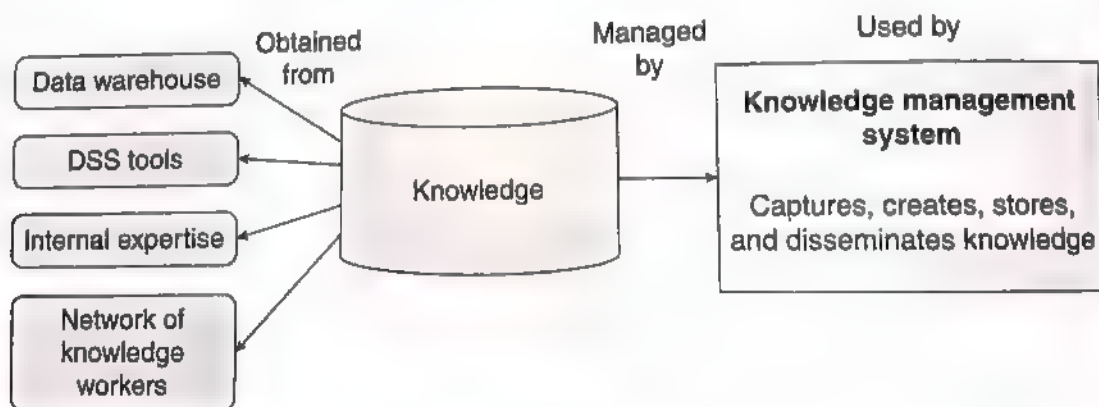 Obtained
from
Managed
by
Used by
Data warehouse
DSS tools
Internal expertise
Network of
knowledge
workers
Knowledge
Knowledge management
system
Captures, creates, stores,
and disseminates knowledge